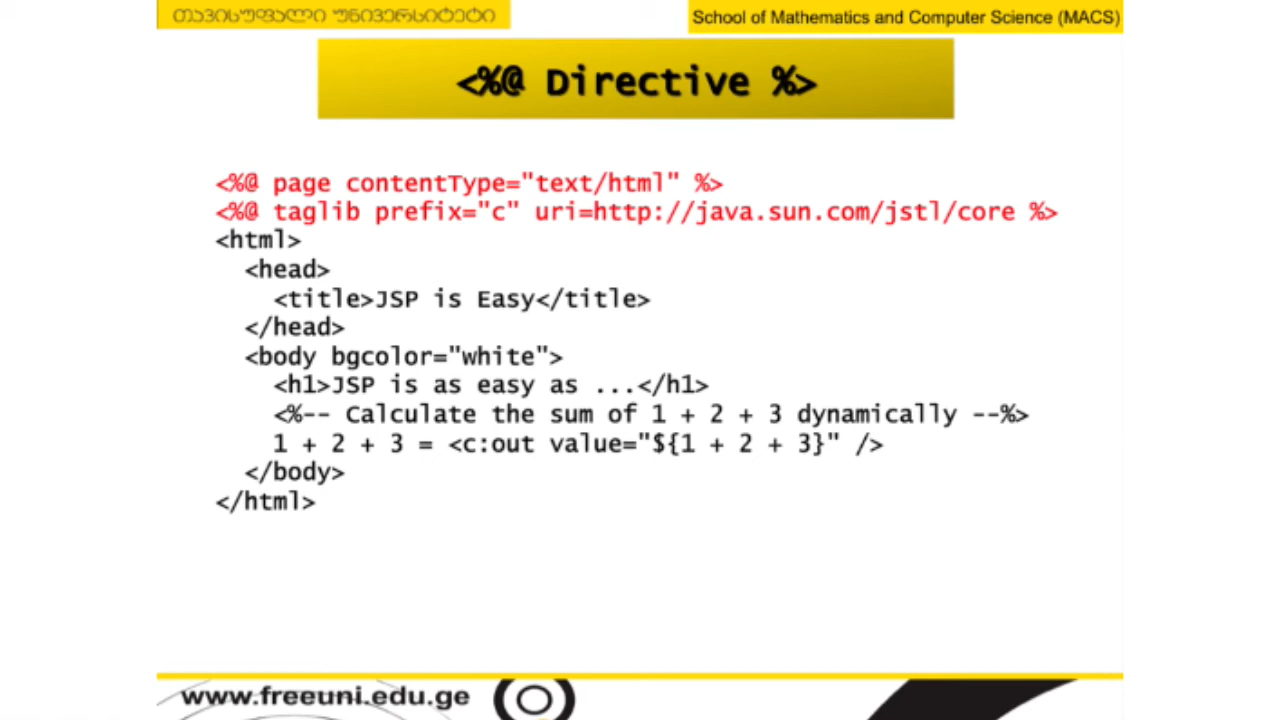 თავისუფალი უნივერსიტეტი
School of Mathematics and Computer Science (MACS)
<%@ Directive %>
<%@ page contentType="text/html" %>
<%@ taglib prefix="c" uri=http://java.sun.com/jstl/core %>
<html>
<head>
<title>JSP is Easy</title>
</head>
<body bgcolor="white">
<h1>JSP is as easy as ...</h1>
<%-- Calculate the sum of 1 + 2 + 3 dynamically --%>
1 + 2 + 3 = <c:out value="${1 + 2 + 3}" />
</body>
</html>
www.freeuni.edu.ge